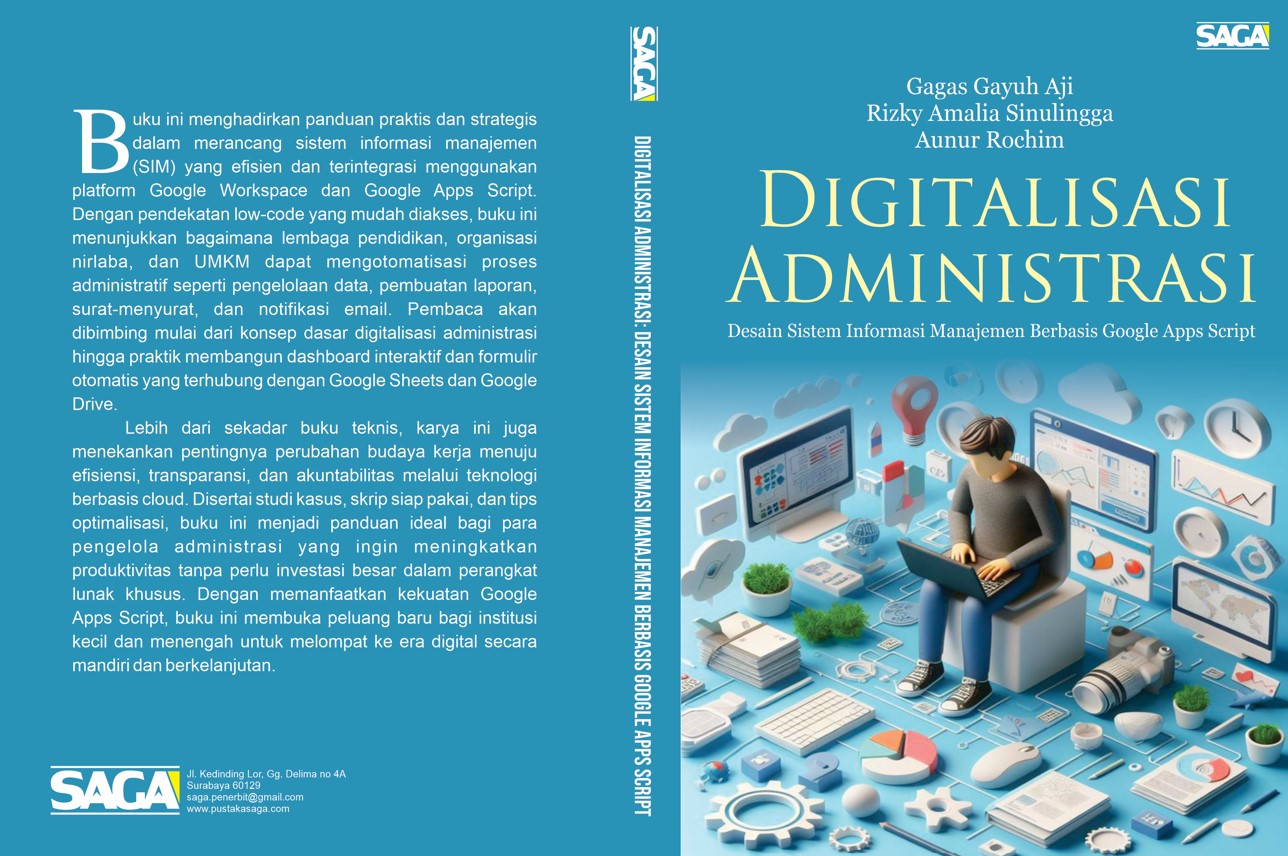 Buku ini menghadirkan panduan praktis dan strategis
dalam merancang sistem informasi manajemen
(SIM) yang efisien dan terintegrasi menggunakan
platform Google Workspace dan Google Apps Script.
Dengan pendekatan low-code yang mudah diakses, buku ini
menunjukkan bagaimana lembaga pendidikan, organisasi
nirlaba, dan UMKM dapat mengotomatisasi proses
administratif seperti pengelolaan data, pembuatan laporan,
surat-menyurat, dan notifikasi email. Pembaca akan
dibimbing mulai dari konsep dasar digitalisasi administrasi
hingga praktik membangun dashboard interaktif dan formulir
otomatis yang terhubung dengan Google Sheets dan Google
Drive.
Lebih dari sekadar buku teknis, karya ini juga
menekankan pentingnya perubahan budaya kerja menuju
efisiensi, transparansi, dan akuntabilitas melalui teknologi
berbasis cloud. Disertai studi kasus, skrip siap pakai, dan tips
optimalisasi, buku ini menjadi panduan ideal bagi para
pengelola administrasi yang ingin meningkatkan
produktivitas tanpa perlu investasi besar dalam perangkat
lunak khusus. Dengan memanfaatkan kekuatan Google
Apps Script, buku ini membuka peluang baru bagi institusi
kecil dan menengah untuk melompat ke era digital secara
mandiri dan berkelanjutan.
SAGA
Jl. Kedinding Lor, Gg. Delima no 4A
Surabaya 60129
saga.penerbit@gmail.com
www.pustakasaga.com
SAGA
DIGITALISASI ADMINISTRASI: DESAIN SISTEM INFORMASI MANAJEMEN BERBASIS GOOGLE APPS SCRIPT
SAGA
Gagas Gayuh Aji
Rizky Amalia Sinulingga
Aunur Rochim
DIGITALISASI
ADMINISTRASI
Desain Sistem Informasi Manajemen Berbasis Google Apps Script